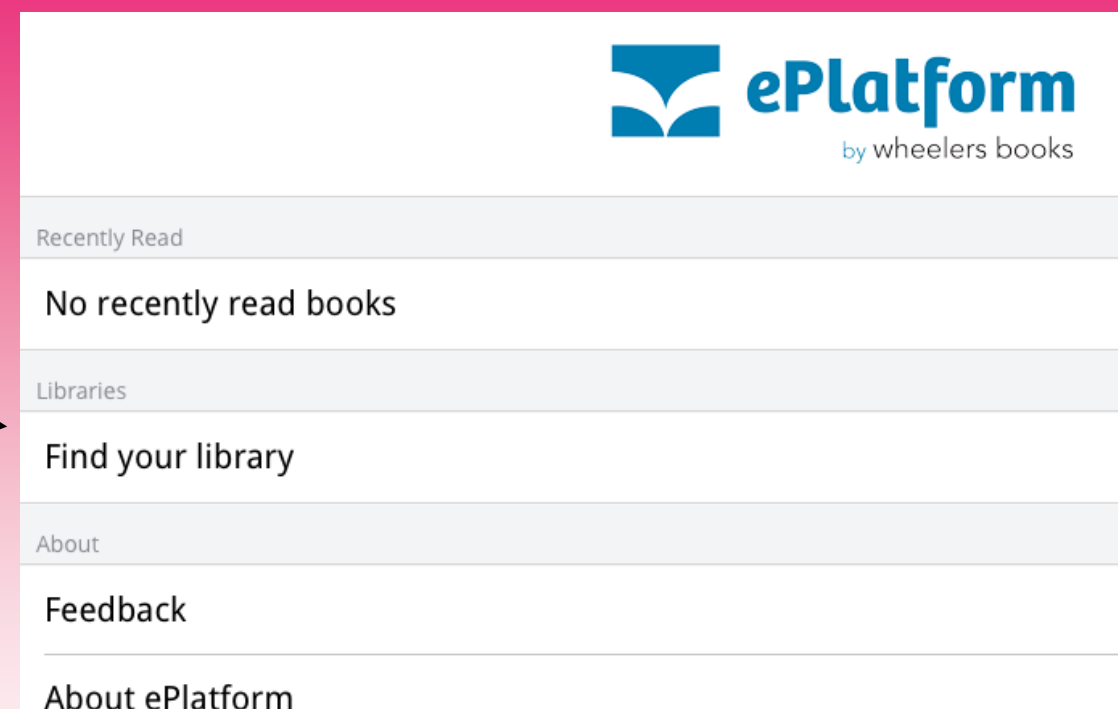 ePlatform
by wheelers books
Recently Read
No recently read books
Libraries
Find your library
About
Feedback
About ePlatform